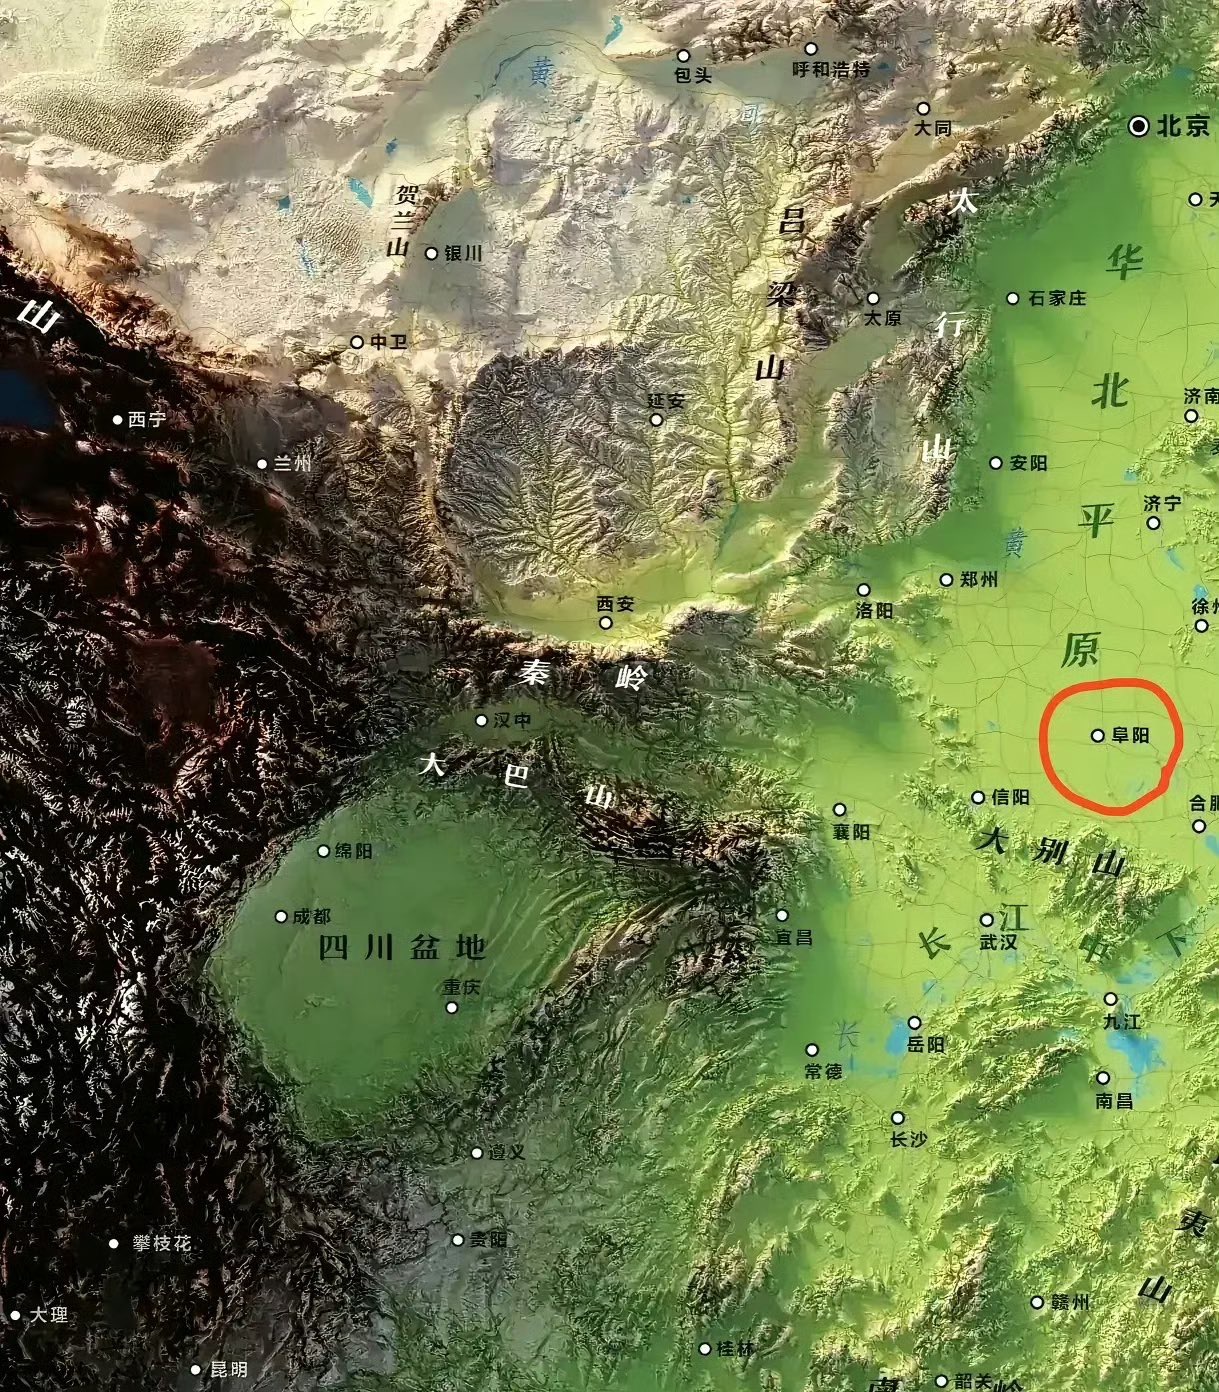 黄
包头
呼和浩特
河
大同
北京
天
贺兰山
银川
吕梁山
太行山
太原
石家庄
华北平原
山
中卫
西宁
兰州
延安
安阳
济南
济宁
黄
郑州
洛阳
西安
徐州
秦岭
汉中
大巴山
阜阳
信阳
合肥
襄阳
大别山
绵阳
成都
四川盆地
重庆
宜昌
武汉
长江中下
九江
长
岳阳
常德
南昌
长沙
遵义
贵阳
攀枝花
夷山
大理
赣州
昆明
桂林
韶关
南岭